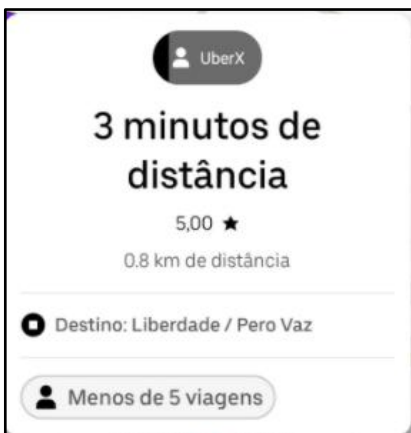 UberX
3 minutos de
distância
5,00 ★
0.8 km de distância
Destino: Liberdade / Pero Vaz
Menos de 5 viagens